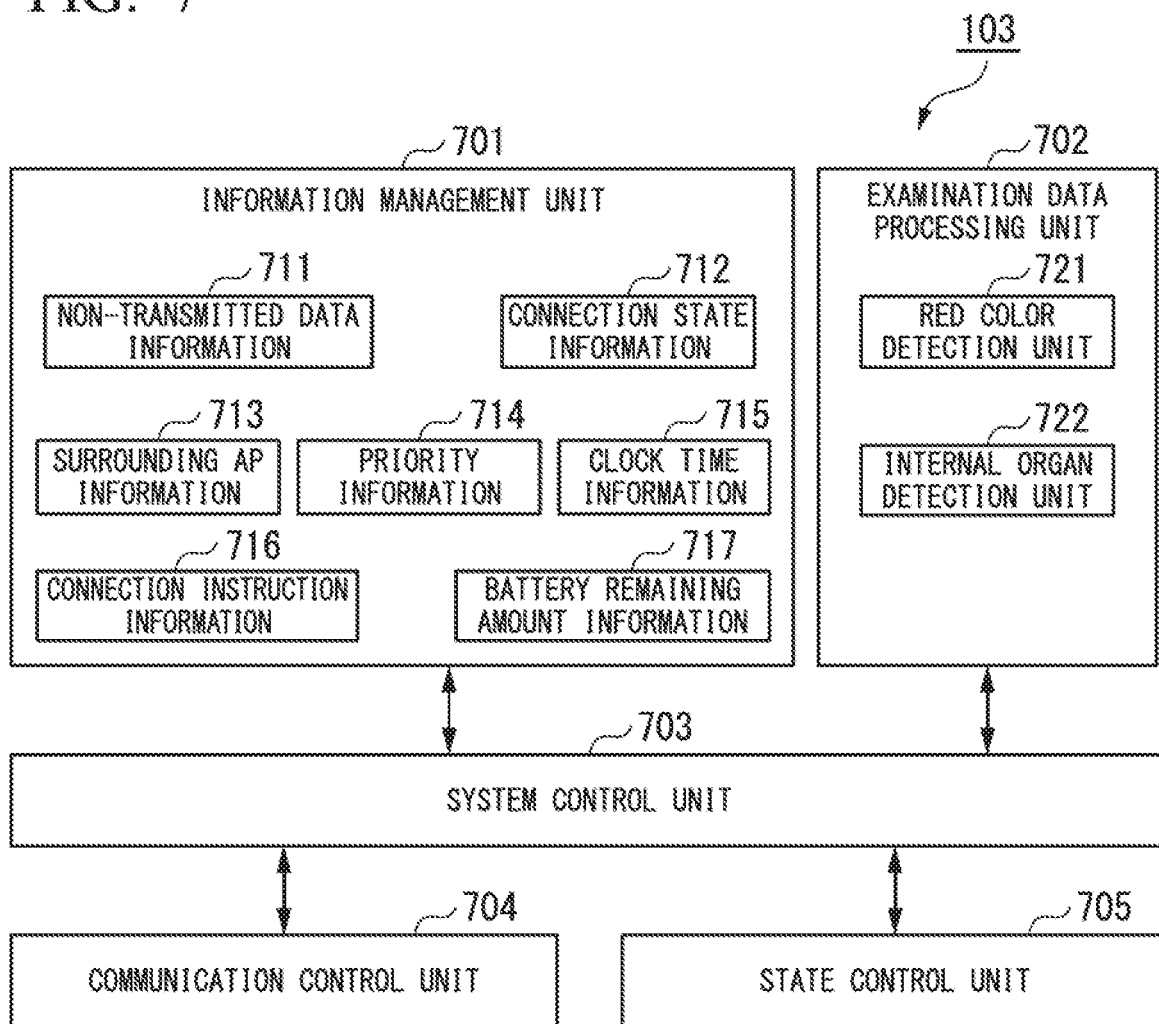 FIG. 7
103
701
INFORMATION MANAGEMENT UNIT
711
NON-TRANSMITTED DATA
INFORMATION
712
CONNECTION STATE
INFORMATION
713
SURROUNDING AP
INFORMATION
714
PRIORITY
INFORMATION
715
CLOCK TIME
INFORMATION
716
CONNECTION INSTRUCTION
INFORMATION
717
BATTERY REMAINING
AMOUNT INFORMATION
702
EXAMINATION DATA
PROCESSING UNIT
721
RED COLOR
DETECTION UNIT
722
INTERNAL ORGAN
DETECTION UNIT
703
SYSTEM CONTROL UNIT
704
COMMUNICATION CONTROL UNIT
705
STATE CONTROL UNIT